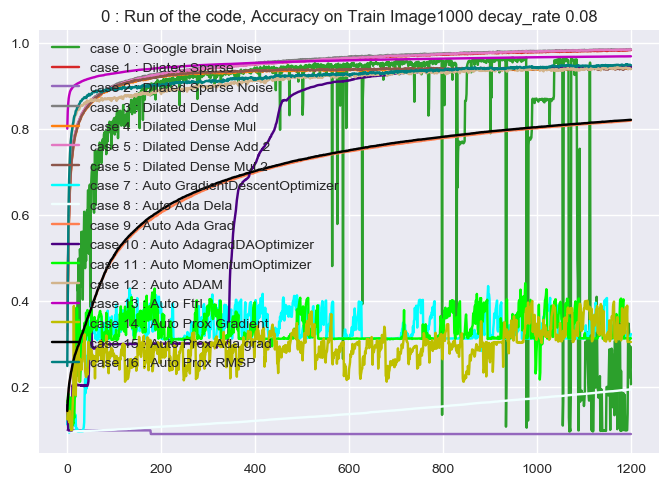 0 : Run of the code, Accuracy on Train Image1000 decay_rate 0.08
1.0
0.8
0.6
0.4
0.2
case 0 : Google brain Noise
case 1 : Dilated Sparse
case 2 : Dilated Sparse Noise
case 3 : Dilated Dense Add
case 4 : Dilated Dense Mul
case 5 : Dilated Dense Add 2
case 5 : Dilated Dense Mul 2
case 7 : Auto GradientDescentOptimizer
case 8 : Auto Ada Dela
case 9 : Auto Ada Grad
case 10 : Auto AdagradDAOptimizer
case 11 : Auto MomentumOptimizer
case 12 : Auto ADAM
case 13 : Auto Ftrl
case 14 : Auto Prox Gradient
case 15 : Auto Prox Ada grad
case 16 : Auto Prox RMSP
0 200 400 600 800 1000 1200